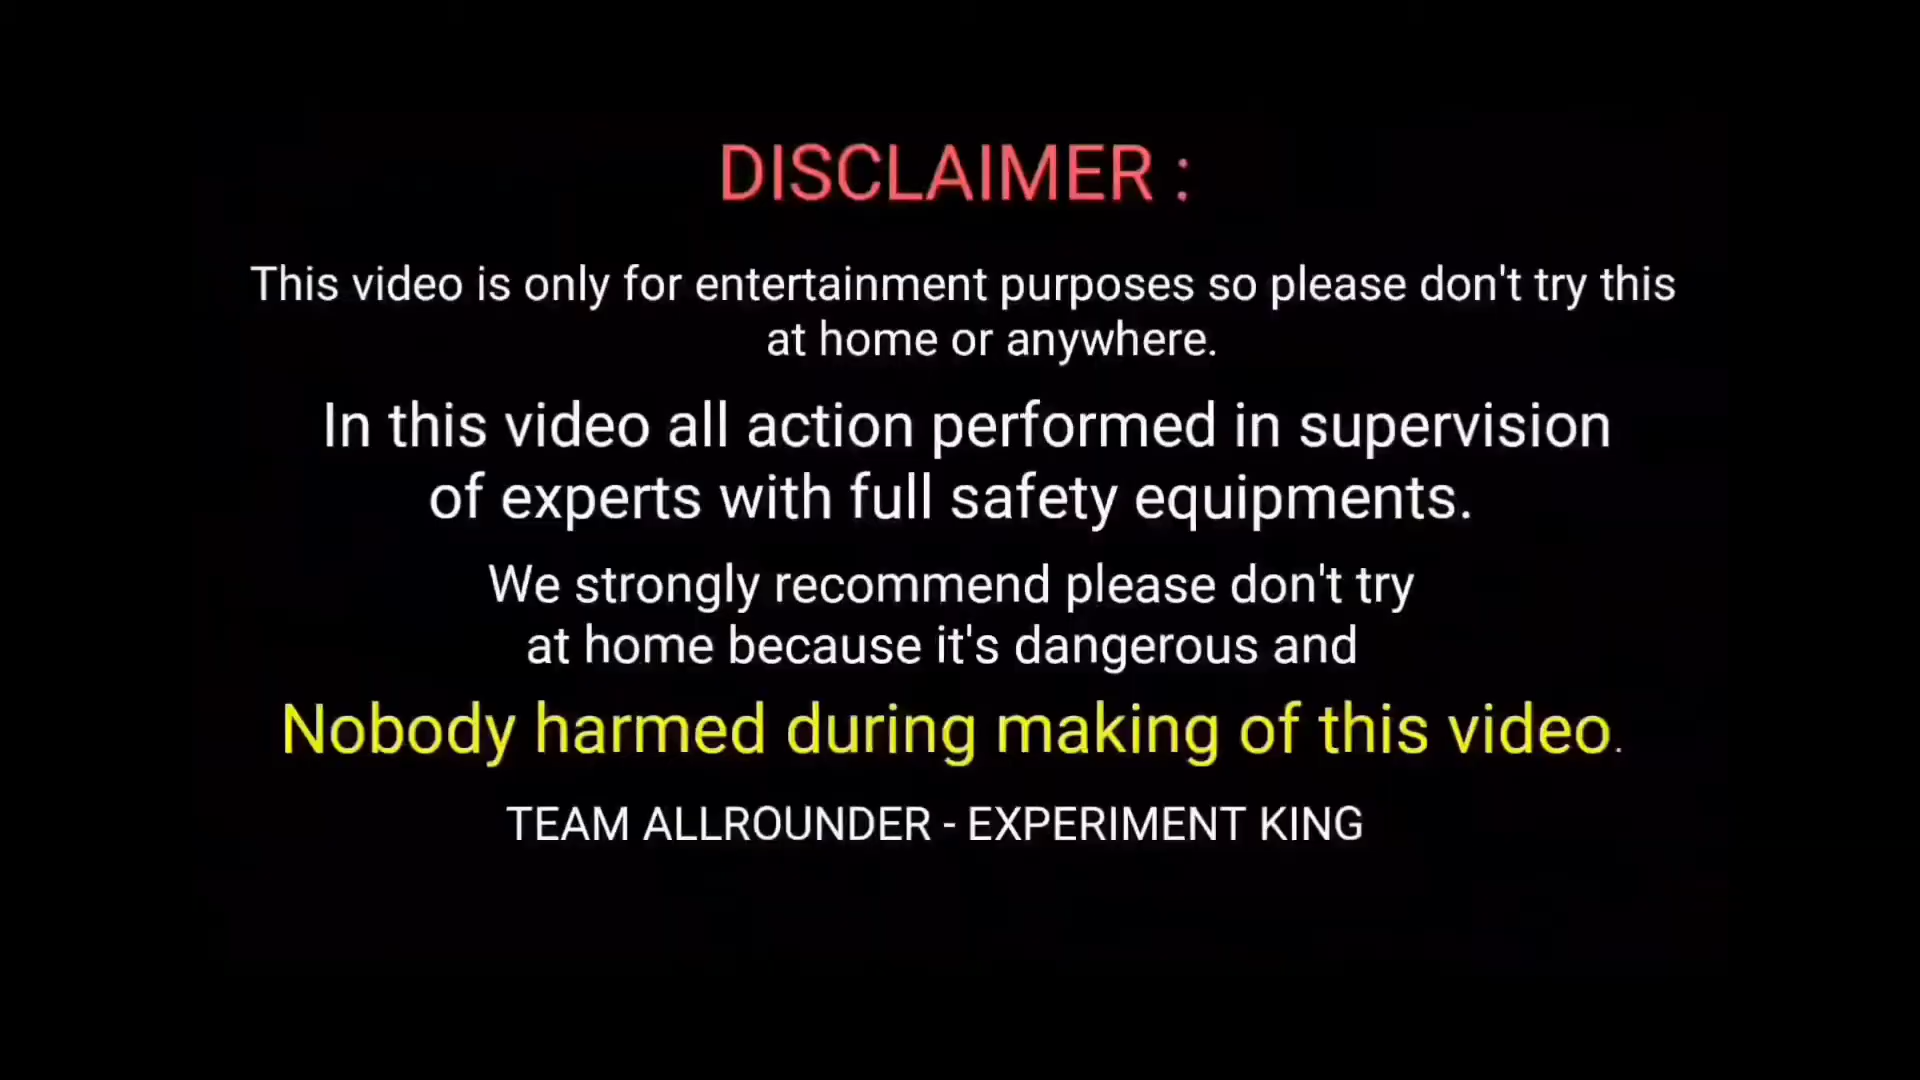 DISCLAIMER :
This video is only for entertainment purposes so please don't try this
at home or anywhere.
In this video all action performed in supervision
of experts with full safety equipments.
We strongly recommend please don't try
at home because it's dangerous and
Nobody harmed during making of this video.
TEAM ALLROUNDER - EXPERIMENT KING